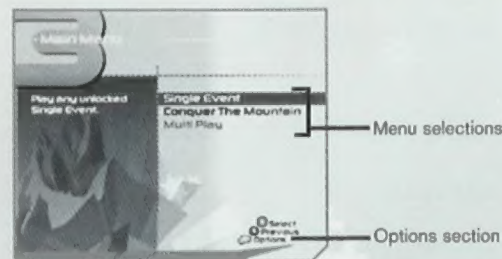 Main Menu
Play any unlocked
Single Event.
Single Event
Conquer The Mountain
Multi Play
Menu selections
Select
Previous
Options
Options section